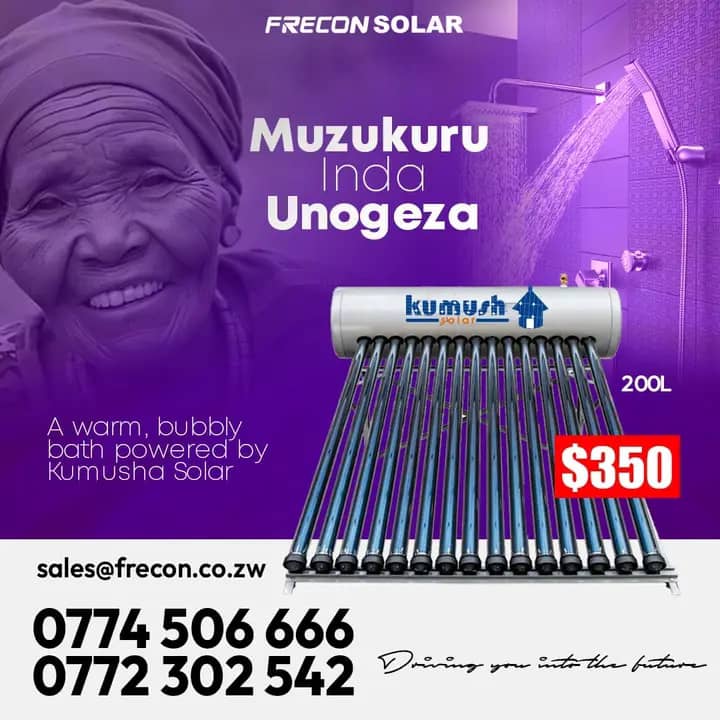 FRECON SOLAR
Muzukuru
Inda
Unogeza
kumush
solar
200L
A warm, bubbly
bath powered by
Kumusha Solar
$350
sales@frecon.co.zw
0774 506 666
0772 302 542
Driving you into the future